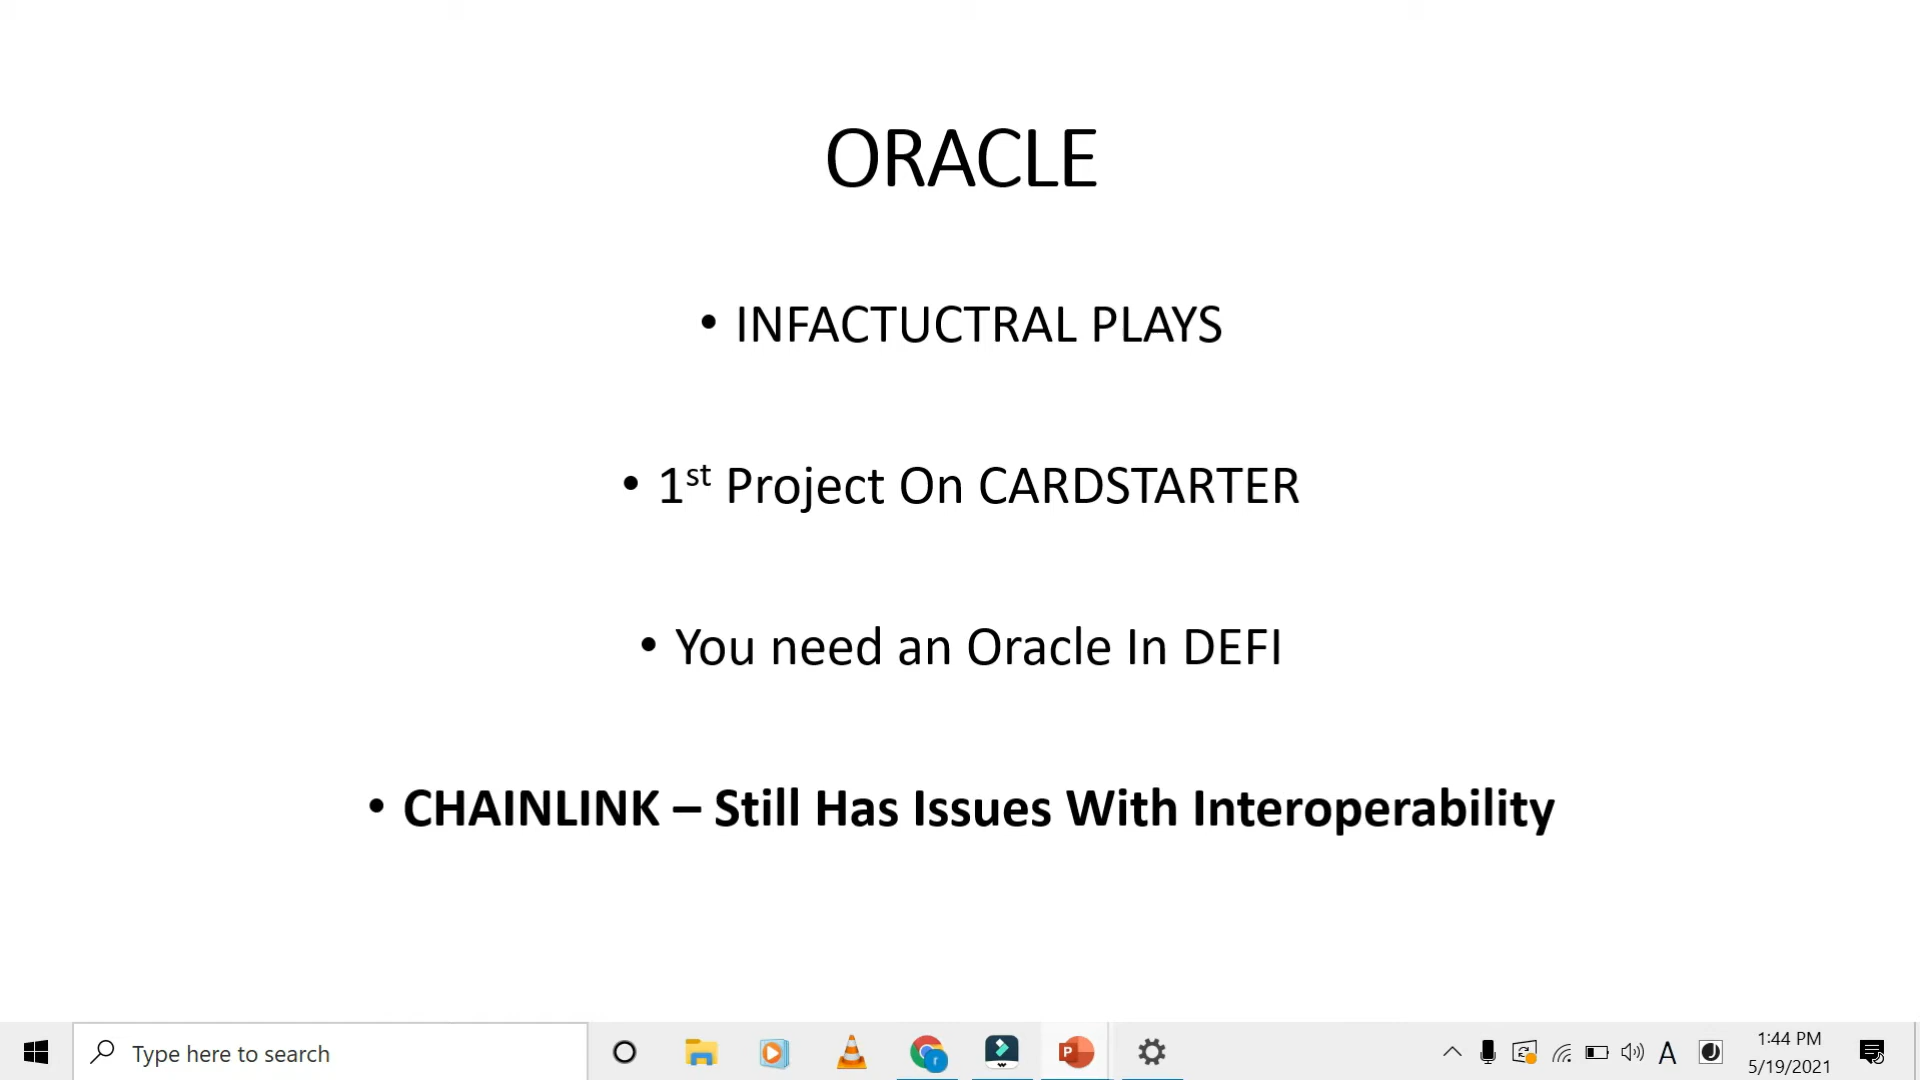 ORACLE
• INFACTUCTRAL PLAYS
• 1st Project On CARDSTARTER
• You need an Oracle In DEFI
• CHAINLINK – Still Has Issues With Interoperability
Type here to search
A
1:44 PM
5/19/2021